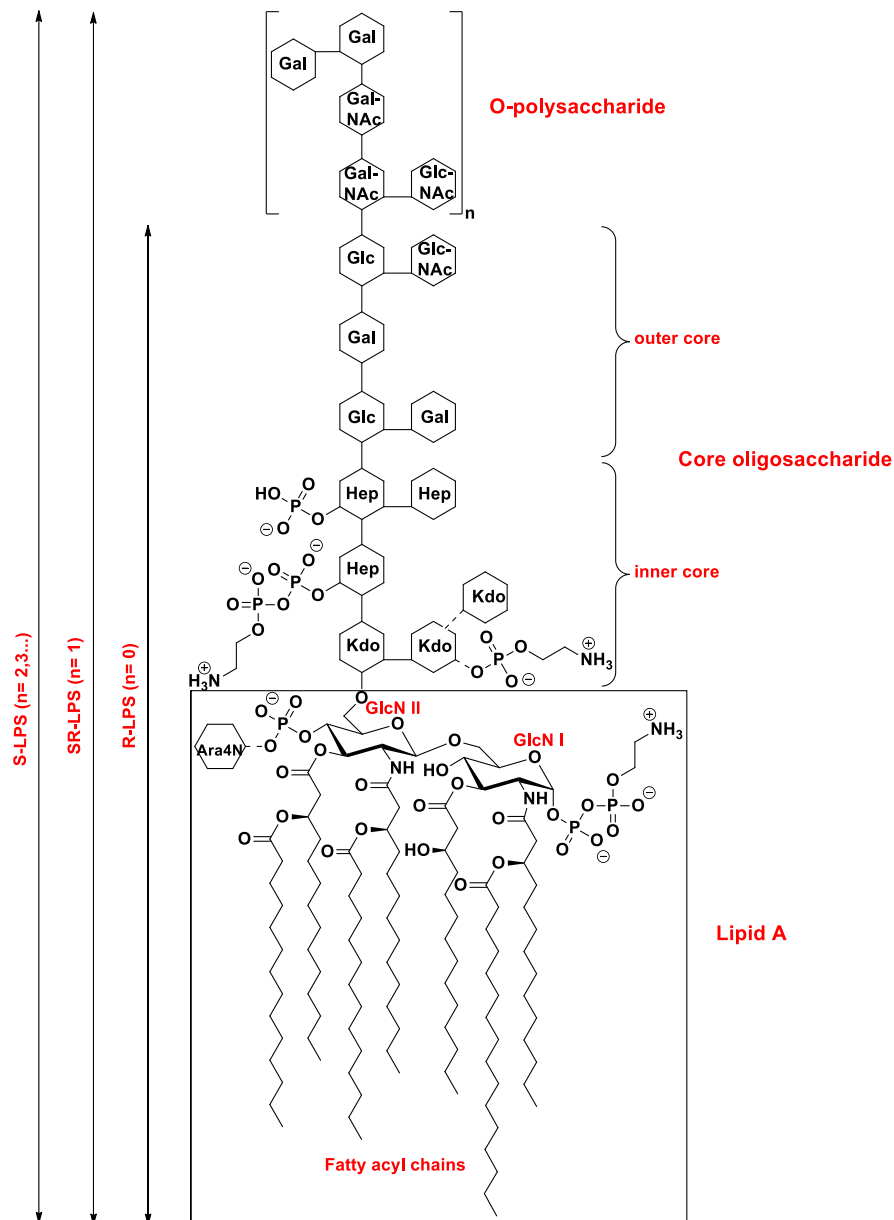 Gal
Gal
Gal-
NAc
O-polysaccharide
Gal-
NAc
Glc-
NAc
n
Glc
Glc-
NAc
Gal
outer core
Glc
Gal
Core oligosaccharide
Hep
Hep
HO
P
O
O
O
⊖
Hep
inner core
⊖
O
O
P
O
⊖
O
P
O
O
O
Kdo
Kdo
Kdo
O
P
O
O
O
⊖
NH3
⊕
H3N
⊕
S-LPS (n= 2,3...)
SR-LPS (n= 1)
R-LPS (n= 0)
O
GlcN II
⊖
O
P
O
O
O
Ara4N
O
O
GlcN I
O
HO
NH3
⊕
O
O
NH
O
O
O
NH
O
O
P
O
O
⊖
O
P
O
O
O
⊖
O
O
O
O
HO
O
O
Lipid A
Fatty acyl chains